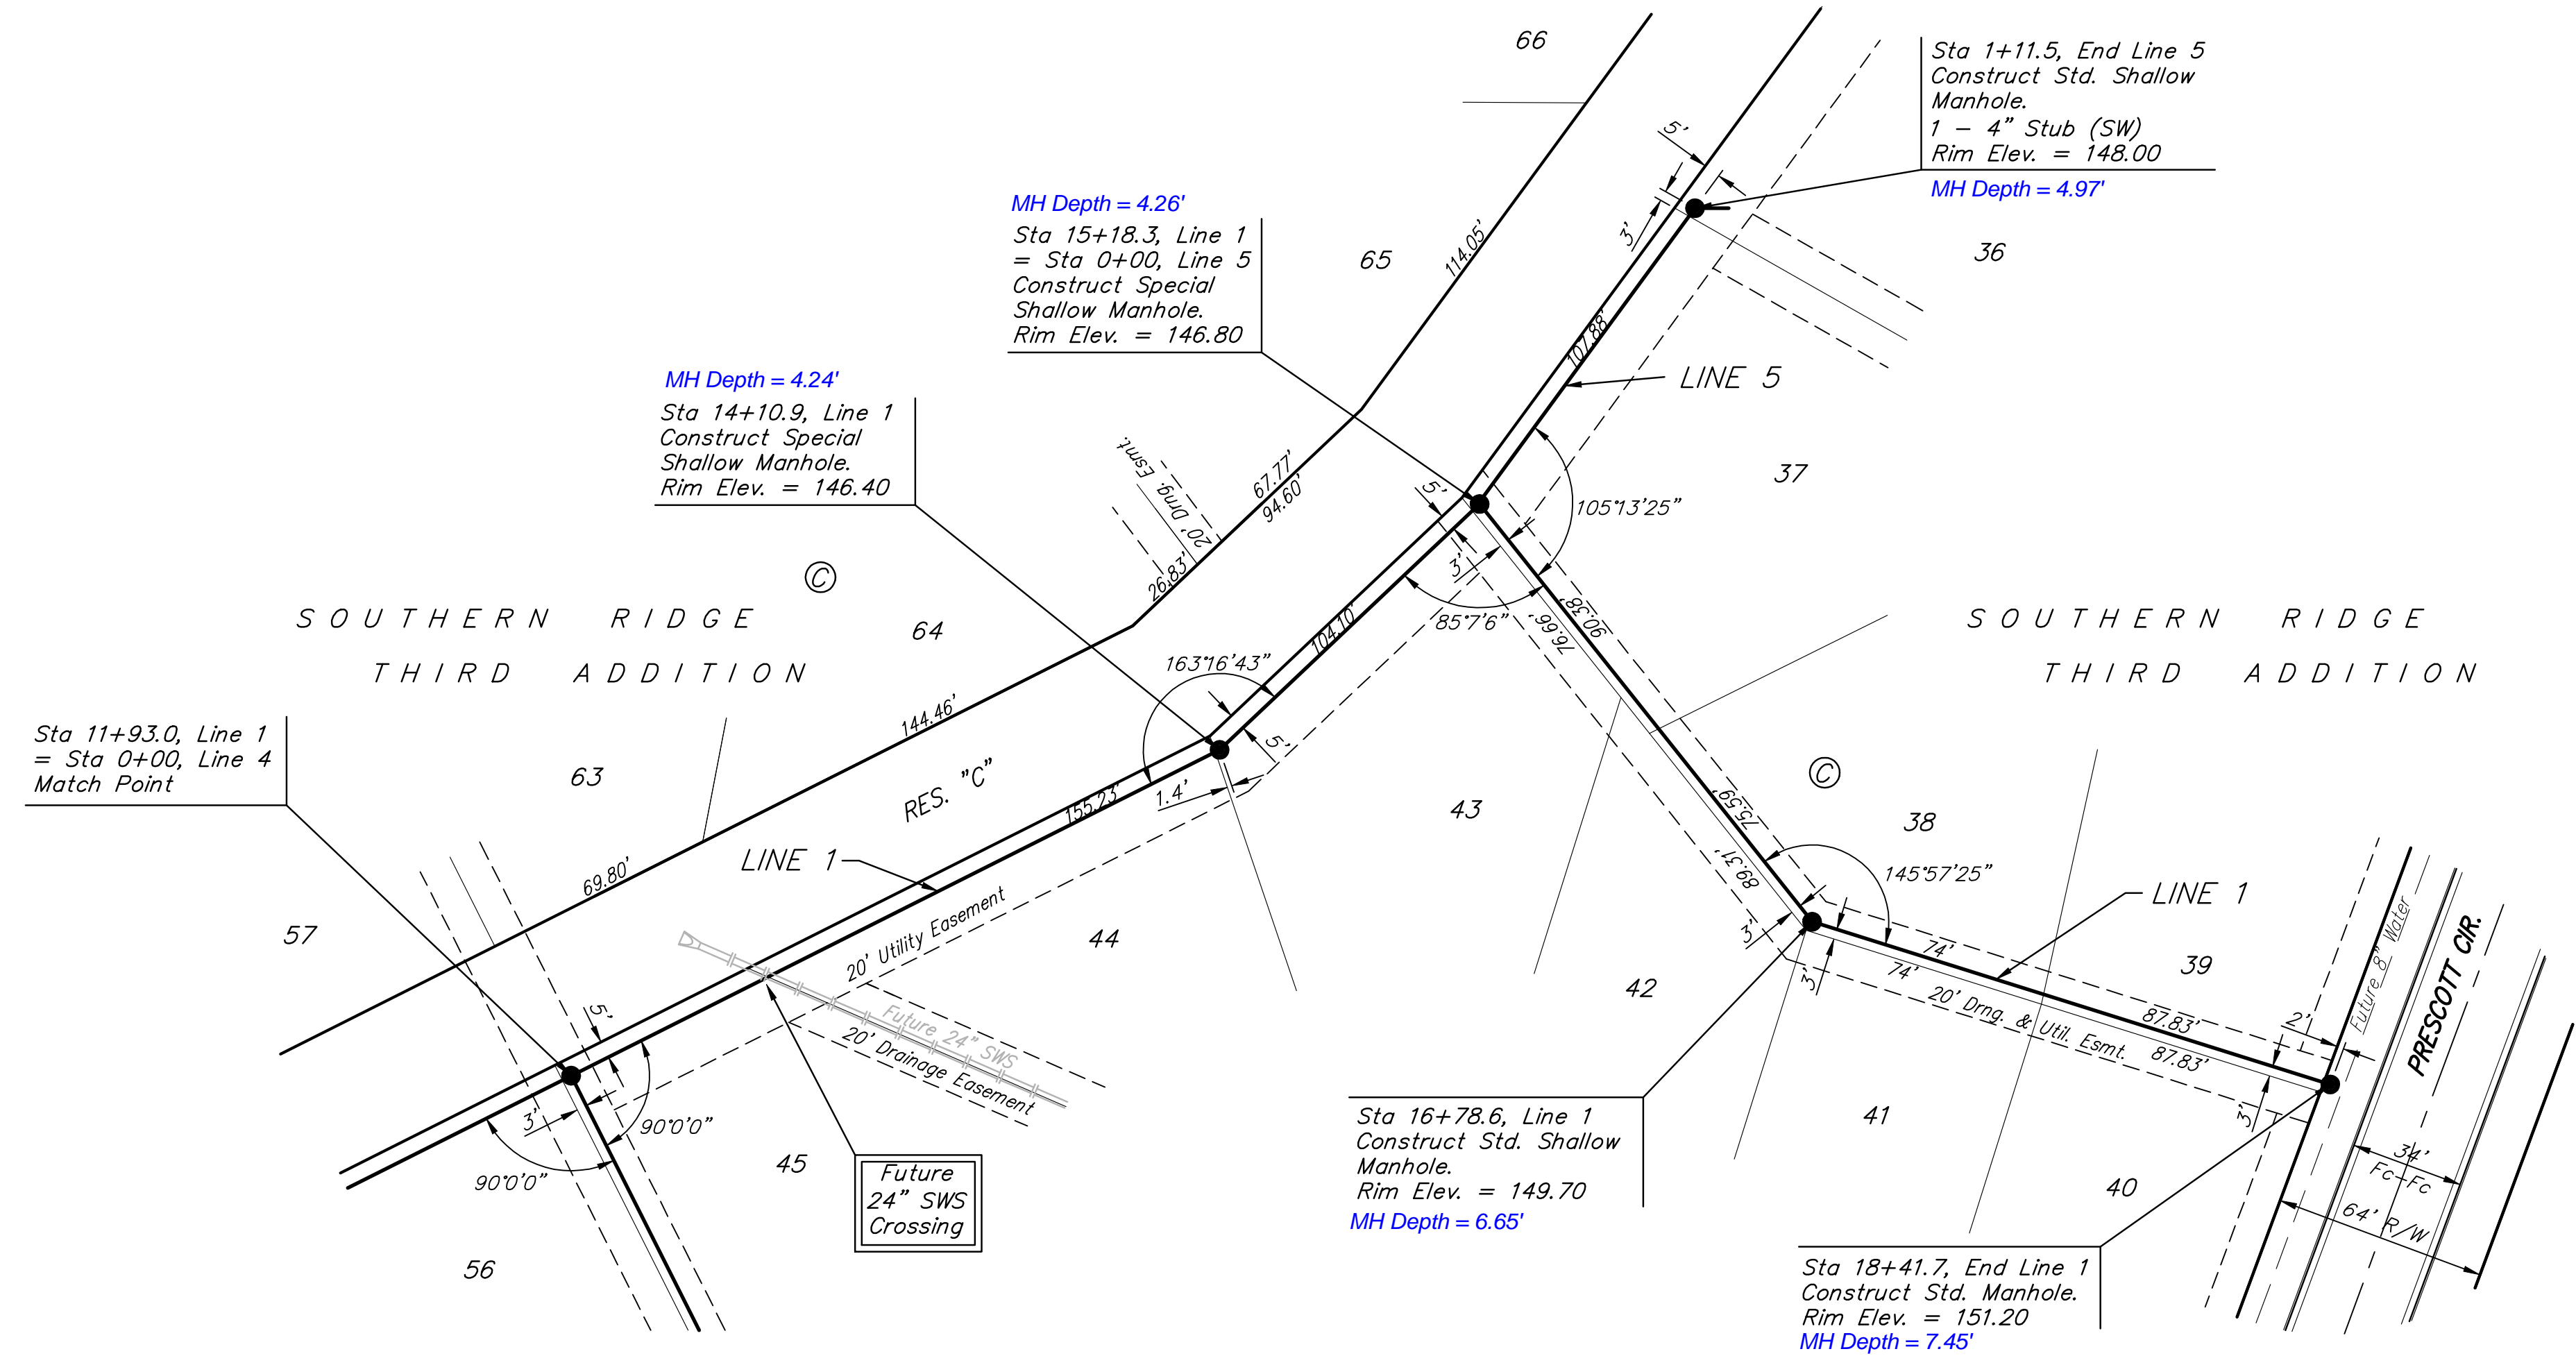 66
Sta 1+11.5, End Line 5
Construct Std. Shallow
Manhole.
1 - 4" Stub (SW)
Rim Elev. = 148.00
MH Depth = 4.97'
5'
3'
36
MH Depth = 4.26'
Sta 15+18.3, Line 1
= Sta 0+00, Line 5
Construct Special
Shallow Manhole.
Rim Elev. = 146.80
65
114.05'
107.88'
LINE 5
MH Depth = 4.24'
Sta 14+10.9, Line 1
Construct Special
Shallow Manhole.
Rim Elev. = 146.40
20' Drng. Esmt.
67.77'
94.60'
26.83'
5'
3'
105°13'25"
37
85°7'6"
90.38'
76.66'
C
SOUTHERN RIDGE
THIRD ADDITION
64
163°16'43"
104.10'
SOUTHERN RIDGE
THIRD ADDITION
Sta 11+93.0, Line 1
= Sta 0+00, Line 4
Match Point
63
144.46'
RES. "C"
155.23'
1.4'
5'
43
C
75.59'
89.31'
38
145°57'25"
LINE 1
69.80'
LINE 1
57
20' Utility Easement
44
3'
3'
74'
74'
39
42
20' Drng. & Util. Esmt.
87.83'
87.83'
2'
3'
Future 8" Water
PRESCOTT CIR.
5'
3'
Future 24" SWS
20' Drainage Easement
90°0'0"
90°0'0"
45
Future
24" SWS
Crossing
56
Sta 16+78.6, Line 1
Construct Std. Shallow
Manhole.
Rim Elev. = 149.70
MH Depth = 6.65'
41
40
34'
Fc-Fc
64' R/W
Sta 18+41.7, End Line 1
Construct Std. Manhole.
Rim Elev. = 151.20
MH Depth = 7.45'